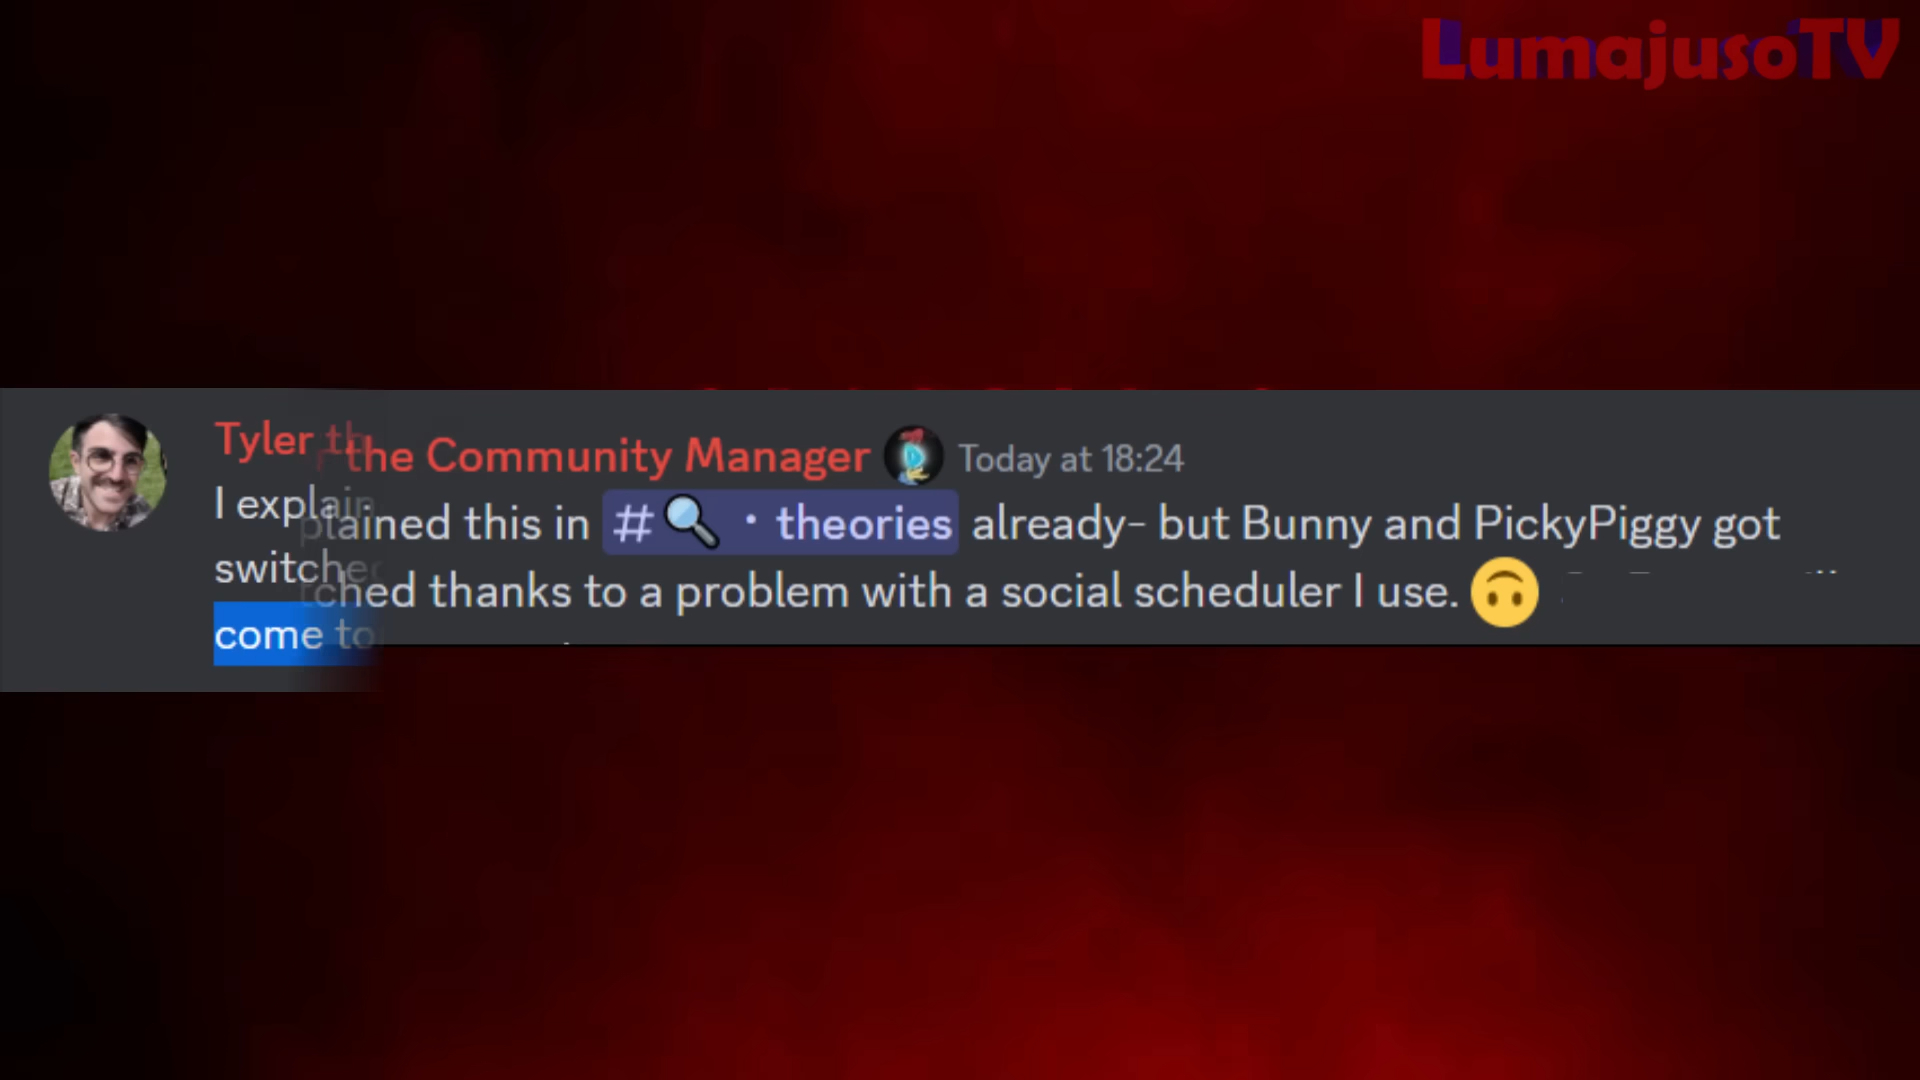 LumajusoTV
Tyler the Community Manager Today at 18:24
I explained this in #🔍・theories already- but Bunny and PickyPiggy got
switched thanks to a problem with a social scheduler I use. 🙃
come to